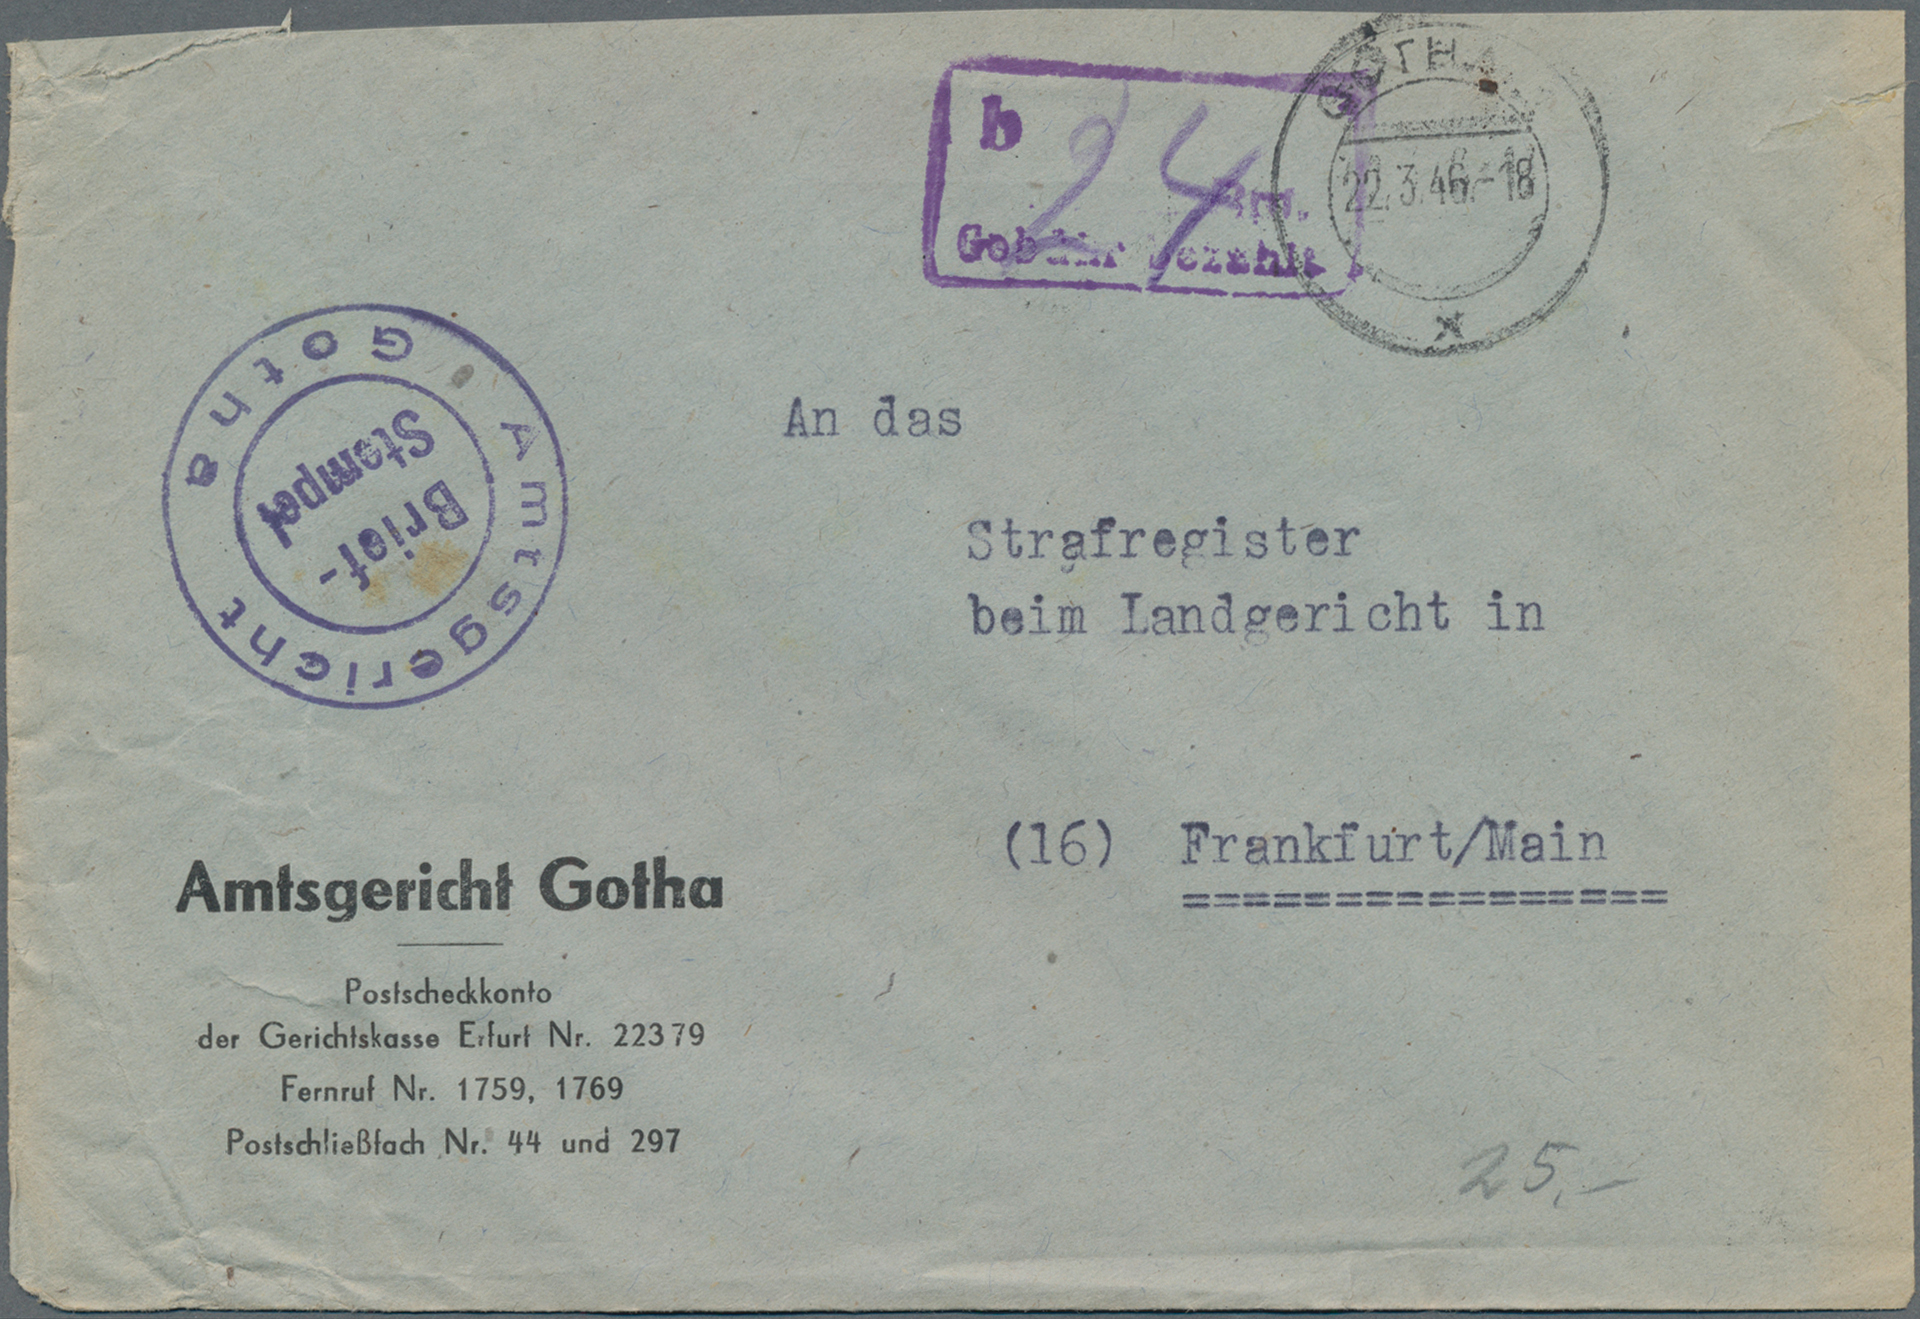 b
24 Rpf.
Gebühr bezahlt
GOTHA
22.3.46.-18
x
Amtsgericht Gotha
Brief-
Stempel
An das
Strafregister
beim Landgericht in
(16) Frankfurt/Main
================
Amtsgericht Gotha
Postscheckkonto
der Gerichtskasse Erfurt Nr. 22379
Fernruf Nr. 1759, 1769
Postschließfach Nr. 44 und 297
25,-